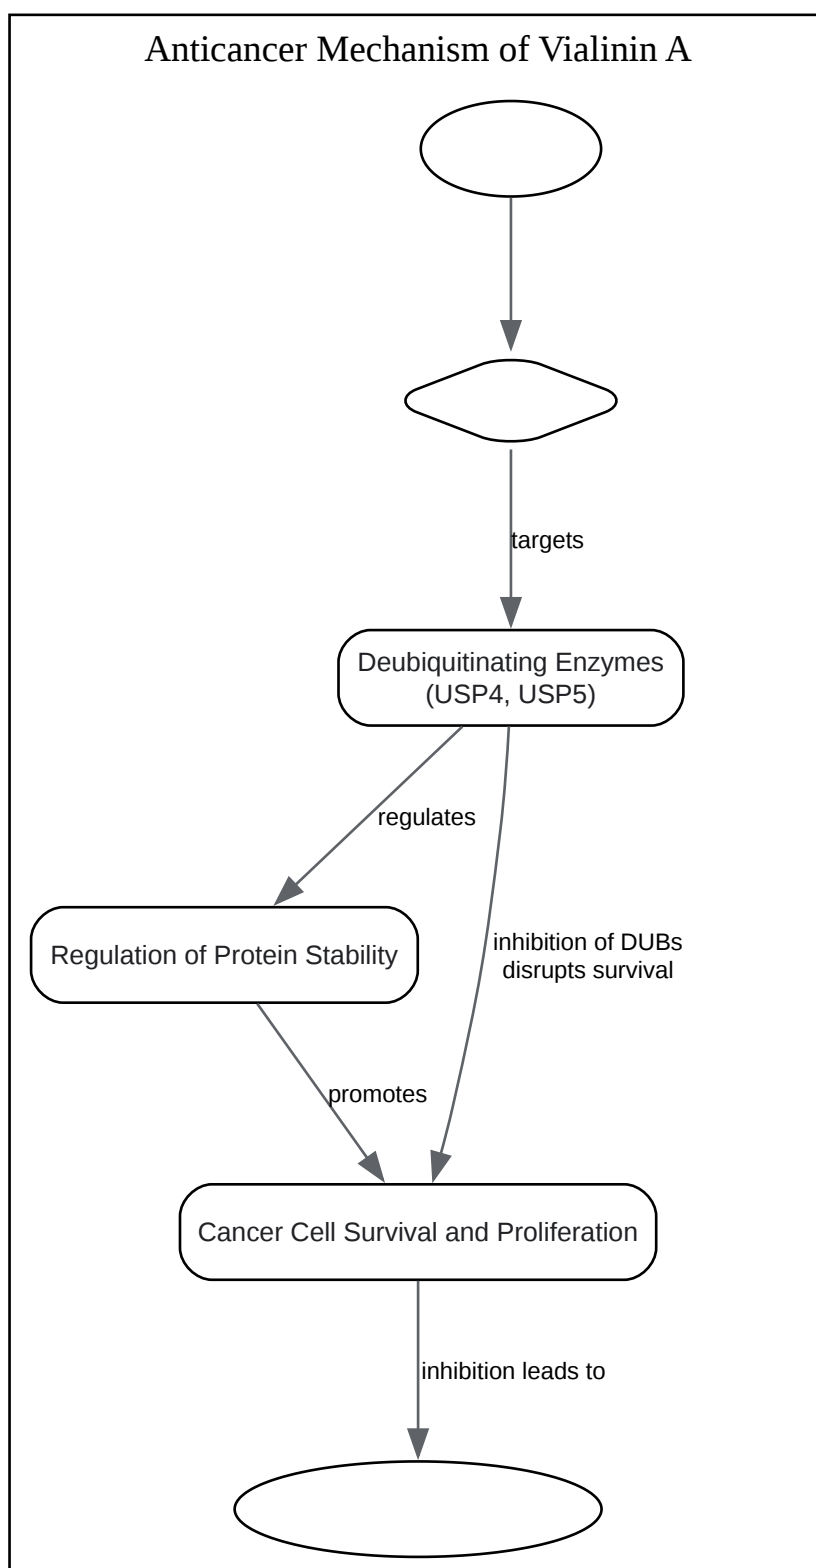 Anticancer Mechanism of Vialinin A
targets
Deubiquitinating Enzymes
(USP4, USP5)
regulates
inhibition of DUBs
disrupts survival
Regulation of Protein Stability
promotes
Cancer Cell Survival and Proliferation
inhibition leads to